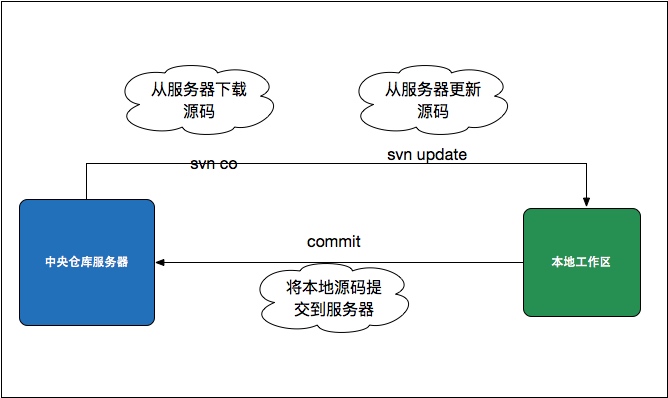 从服务器下载
源码
从服务器更新
源码
svn co
svn update
中央仓库服务器
commit
本地工作区
将本地源码提
交到服务器